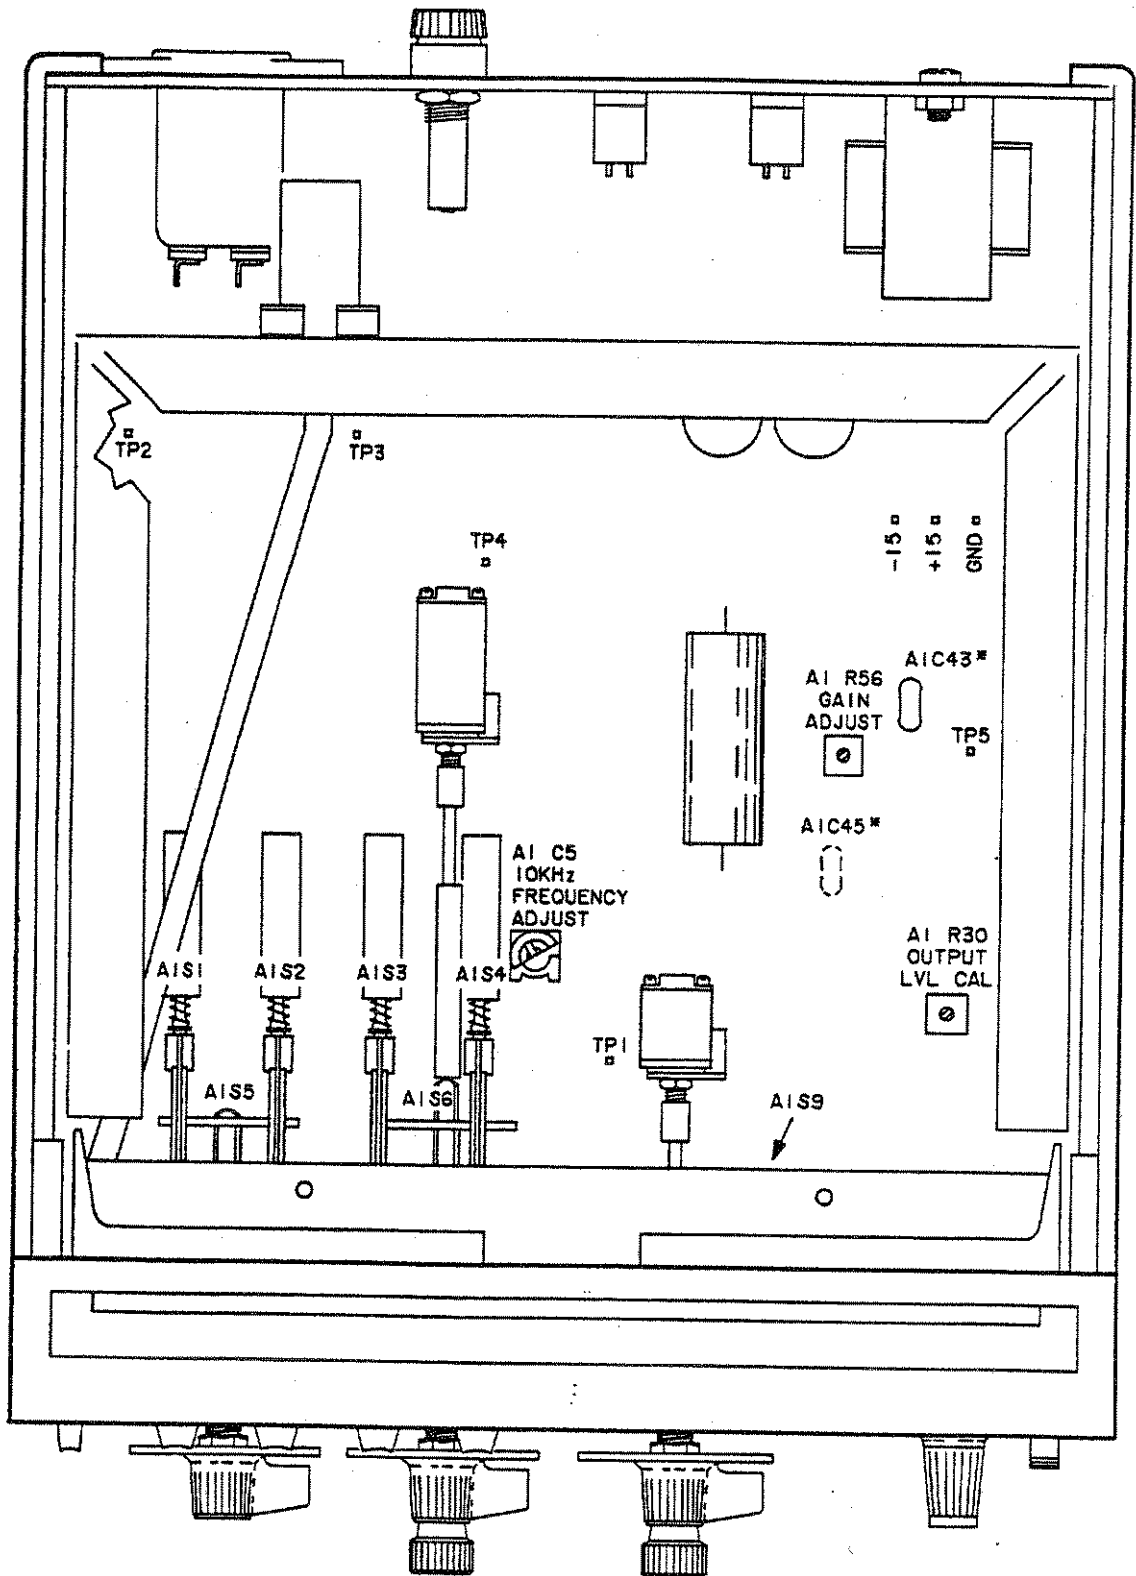 TP2
TP3
TP4
-15
+15
GND
A1C43*
A1 R56
GAIN
ADJUST
TP5
A1C45*
A1 C5
10KHz
FREQUENCY
ADJUST
A1 R30
OUTPUT
LVL CAL
A1S1
A1S2
A1S3
A1S4
TP1
A1S5
A1S6
A1S9